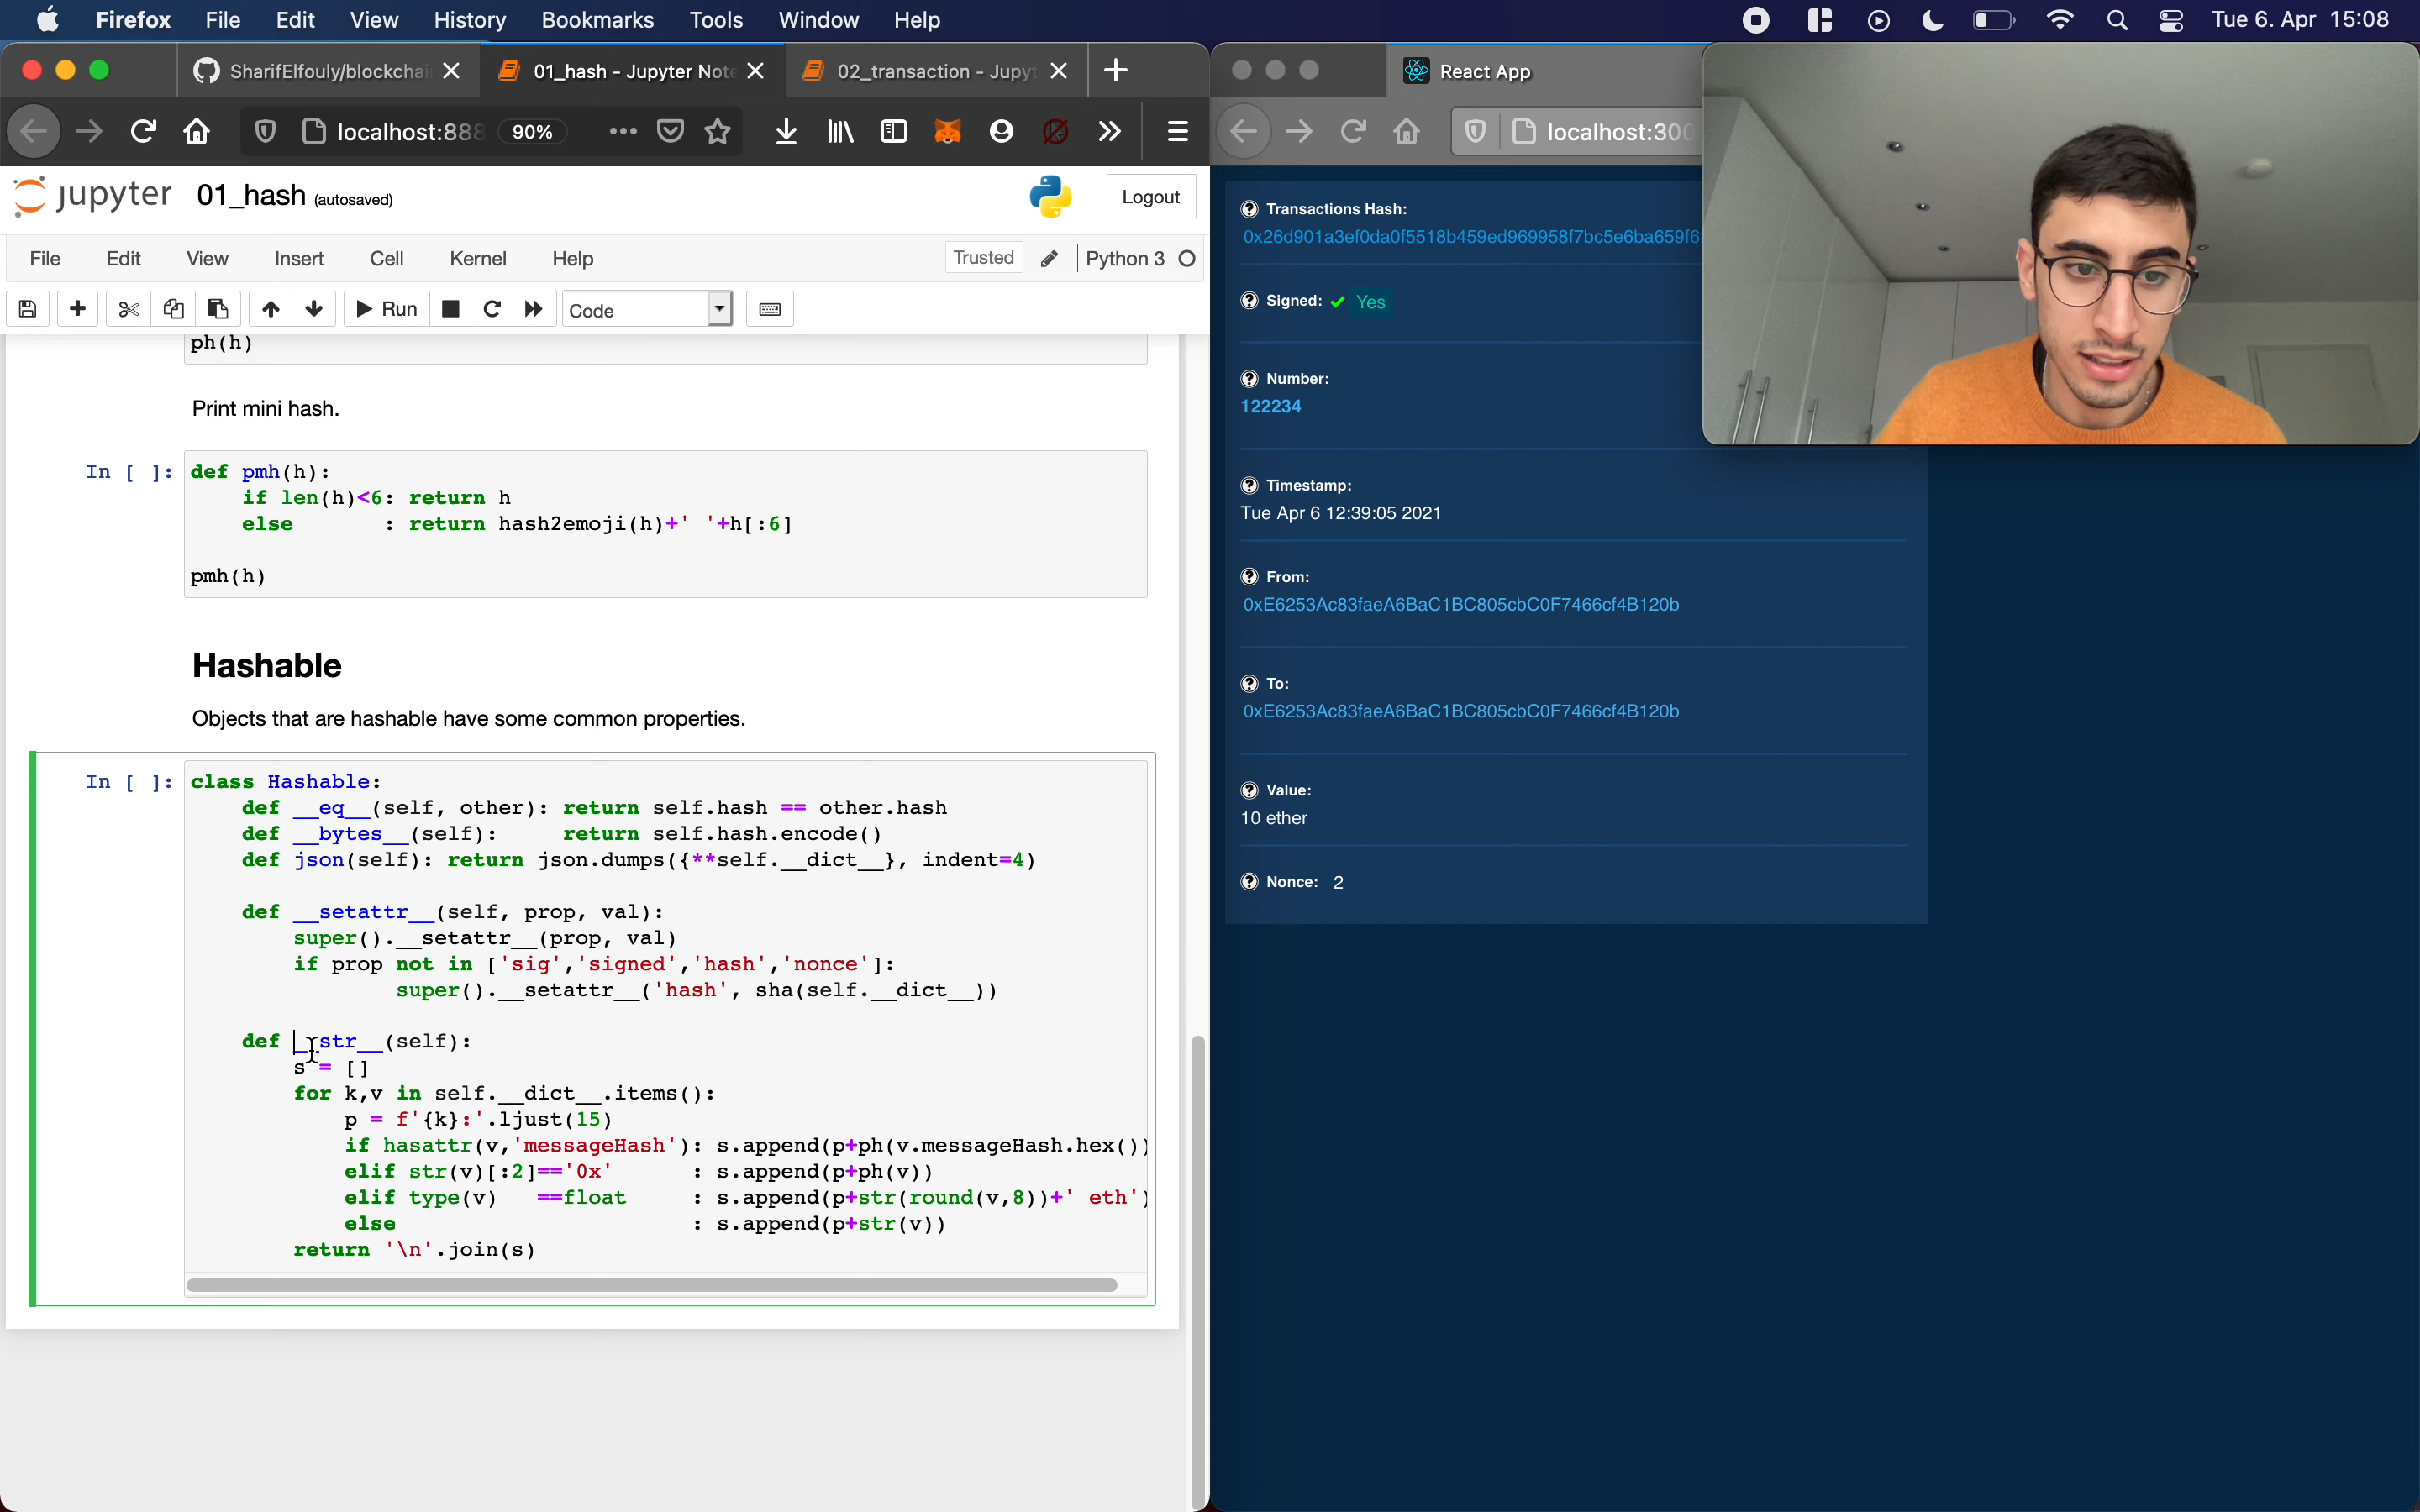 Firefox File Edit View History Bookmarks Tools Window Help Tue 6. Apr 15:08
SharifElfouly/blockchai 01_hash - Jupyter Note 02_transaction - Jupyt
localhost:888 90%
jupyter 01_hash (autosaved) Logout
File Edit View Insert Cell Kernel Help Trusted Python 3
Run Code
ph(h)
Print mini hash.
In [ ]: def pmh(h):
if len(h)<6: return h
else : return hash2emoji(h)+' '+h[:6]
pmh(h)
Hashable
Objects that are hashable have some common properties.
In [ ]: class Hashable:
def __eq__(self, other): return self.hash == other.hash
def __bytes__(self): return self.hash.encode()
def json(self): return json.dumps({**self.__dict__}, indent=4)
def __setattr__(self, prop, val):
super().__setattr__(prop, val)
if prop not in ['sig','signed','hash','nonce']:
super().__setattr__('hash', sha(self.__dict__))
def __str__(self):
s = []
for k,v in self.__dict__.items():
p = f'{k}:'.ljust(15)
if hasattr(v,'messageHash'): s.append(p+ph(v.messageHash.hex())
elif str(v)[:2]=='0x' : s.append(p+ph(v))
elif type(v) ==float : s.append(p+str(round(v,8))+' eth')
else : s.append(p+str(v))
return '\n'.join(s)
React App
localhost:300
Transactions Hash:
0x26d901a3ef0da0f5518b459ed969958f7bc5e6ba659f6
Signed: Yes
Number:
122234
Timestamp:
Tue Apr 6 12:39:05 2021
From:
0xE6253Ac83faeA6BaC1BC805cbC0F7466cf4B120b
To:
0xE6253Ac83faeA6BaC1BC805cbC0F7466cf4B120b
Value:
10 ether
Nonce: 2